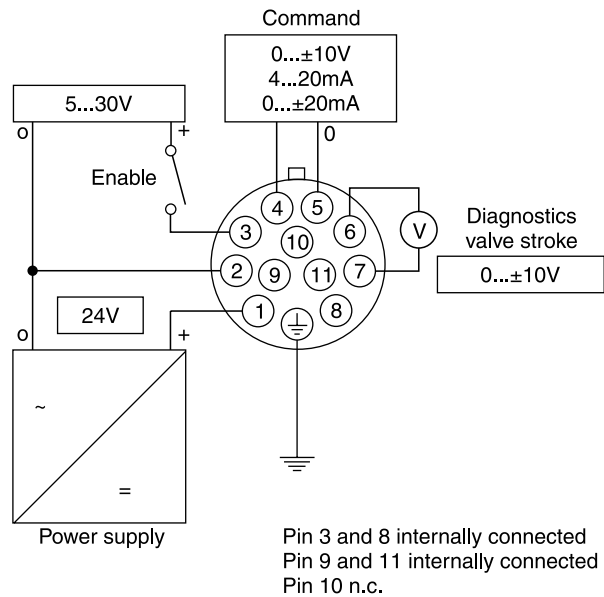 Command
0...±10V
4...20mA
0...±20mA
5...30V
o
+
0
Enable
4
5
3
6
10
V
Diagnostics
valve stroke
2
9
11
7
0...±10V
24V
1
8
o
+
~
=
Power supply
Pin 3 and 8 internally connected
Pin 9 and 11 internally connected
Pin 10 n.c.